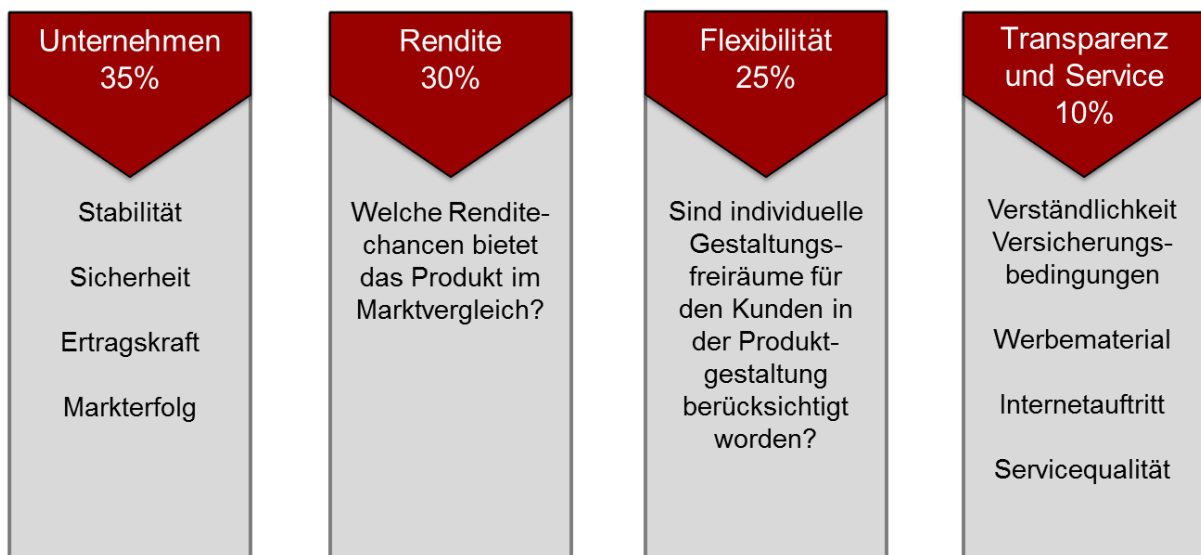 Unternehmen
35%
Stabilität
Sicherheit
Ertragskraft
Markterfolg
Rendite
30%
Welche Rendite-
chancen bietet
das Produkt im
Marktvergleich?
Flexibilität
25%
Sind individuelle
Gestaltungs-
freiräume für
den Kunden in
der Produkt-
gestaltung
berücksichtigt
worden?
Transparenz
und Service
10%
Verständlichkeit
Versicherungs-
bedingungen
Werbematerial
Internetauftritt
Servicequalität